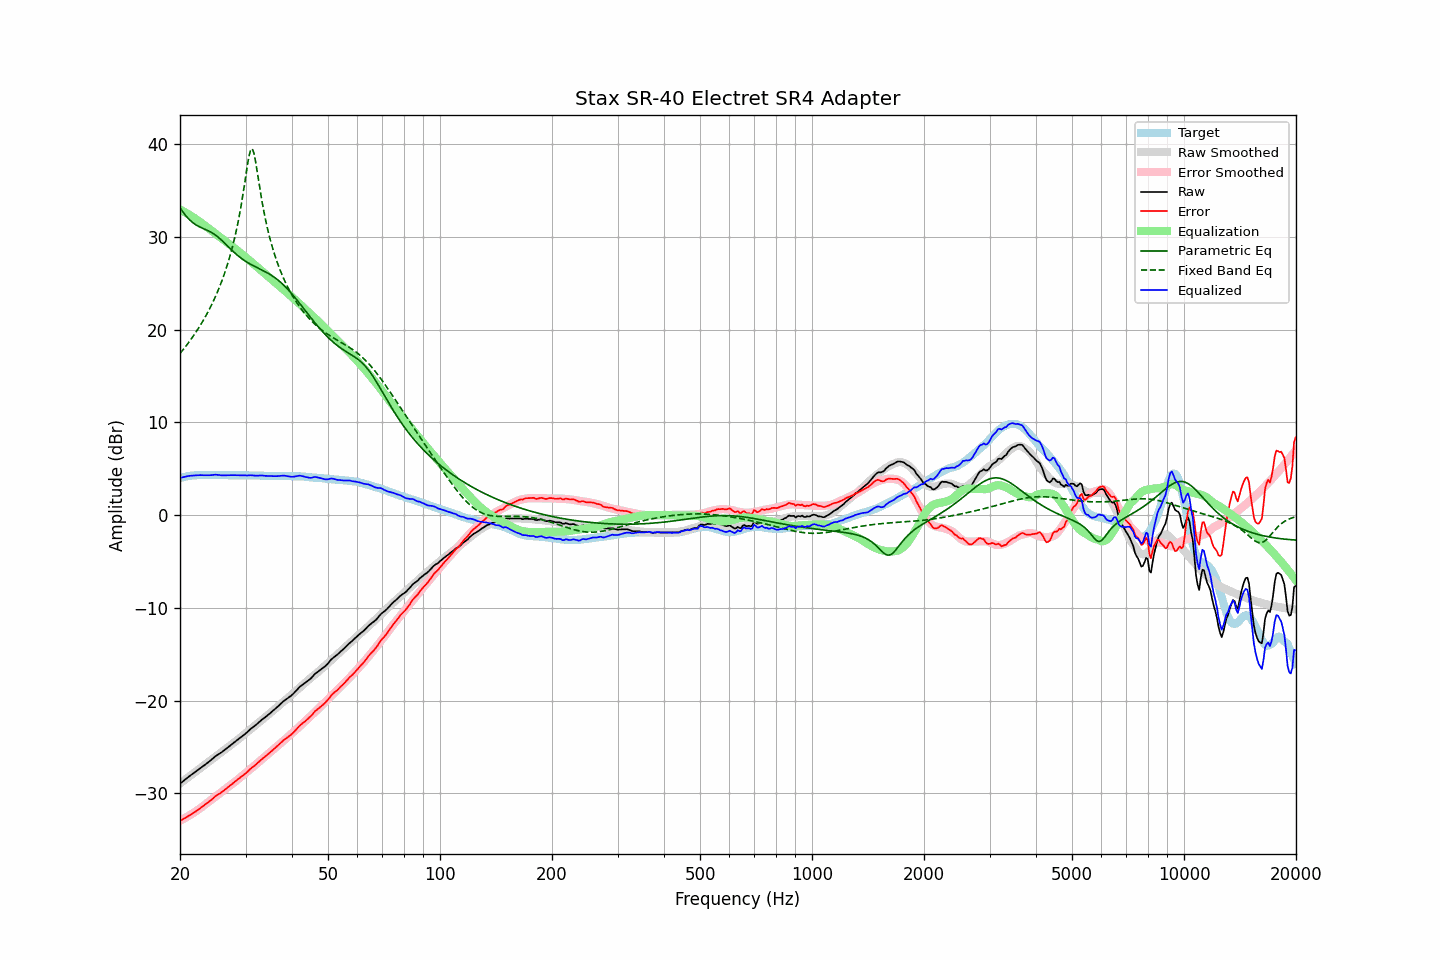 Stax SR-40 Electret SR4 Adapter
Amplitude (dBr)
40
30
20
10
0
−10
−20
−30
Target
Raw Smoothed
Error Smoothed
Raw
Error
Equalization
Parametric Eq
Fixed Band Eq
Equalized
20
50
100
200
500
1000
2000
5000
10000
20000
Frequency (Hz)